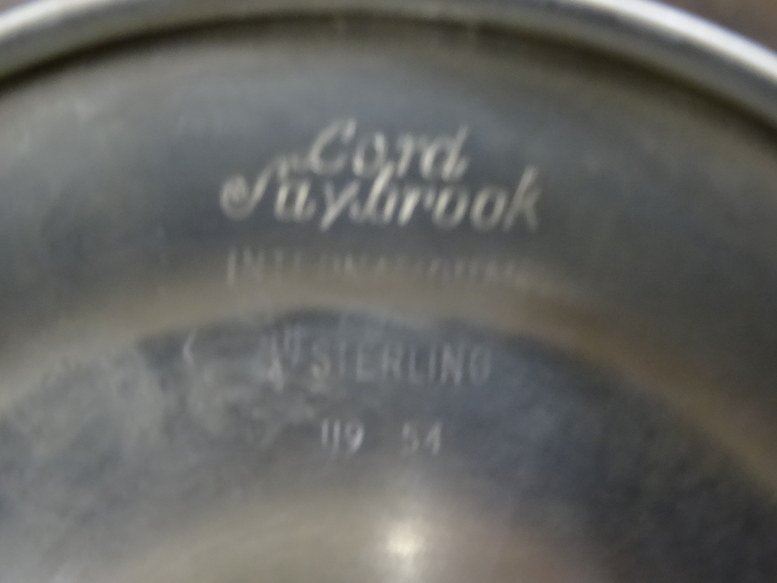 Lord
Saybrook
INTERNATIONAL
STERLING
119 54